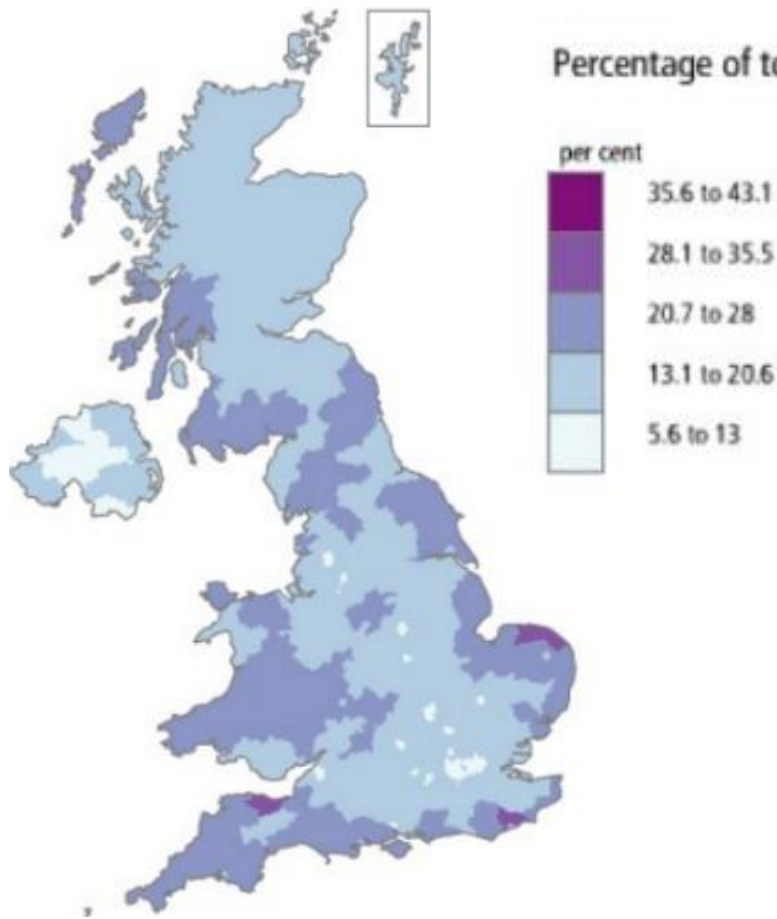 Percentage of to
per cent
35.6 to 43.1
28.1 to 35.5
20.7 to 28
13.1 to 20.6
5.6 to 13